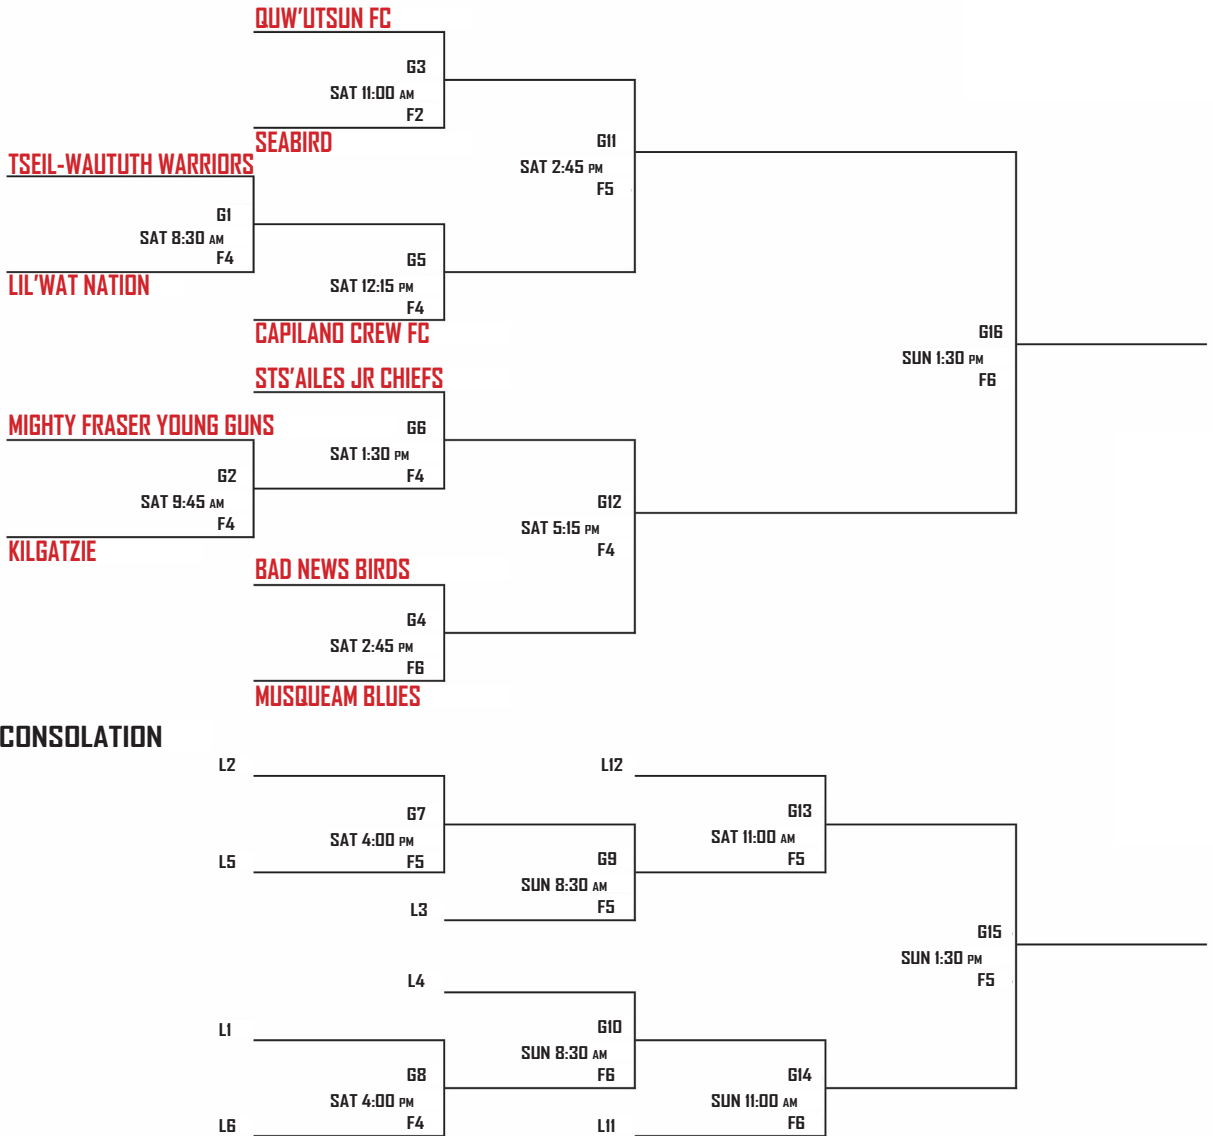 QUW'UTSUN FC
G3
SAT 11:00 AM
F2
SEABIRD
G11
SAT 2:45 PM
F5
TSEIL-WAUTUTH WARRIORS
G1
SAT 8:30 AM
F4
LIL'WAT NATION
G5
SAT 12:15 PM
F4
CAPILANO CREW FC
G16
SUN 1:30 PM
F6
STS'AILES JR CHIEFS
MIGHTY FRASER YOUNG GUNS
G6
SAT 1:30 PM
F4
G2
SAT 9:45 AM
F4
KILGATZIE
G12
SAT 5:15 PM
F4
BAD NEWS BIRDS
G4
SAT 2:45 PM
F6
MUSQUEAM BLUES
CONSOLATION
L2
L12
G7
SAT 4:00 PM
F5
L5
G13
SAT 11:00 AM
F5
G9
SUN 8:30 AM
F5
L3
G15
SUN 1:30 PM
F5
L4
L1
G10
SUN 8:30 AM
F6
G8
SAT 4:00 PM
F4
L6
G14
SUN 11:00 AM
F6
L11